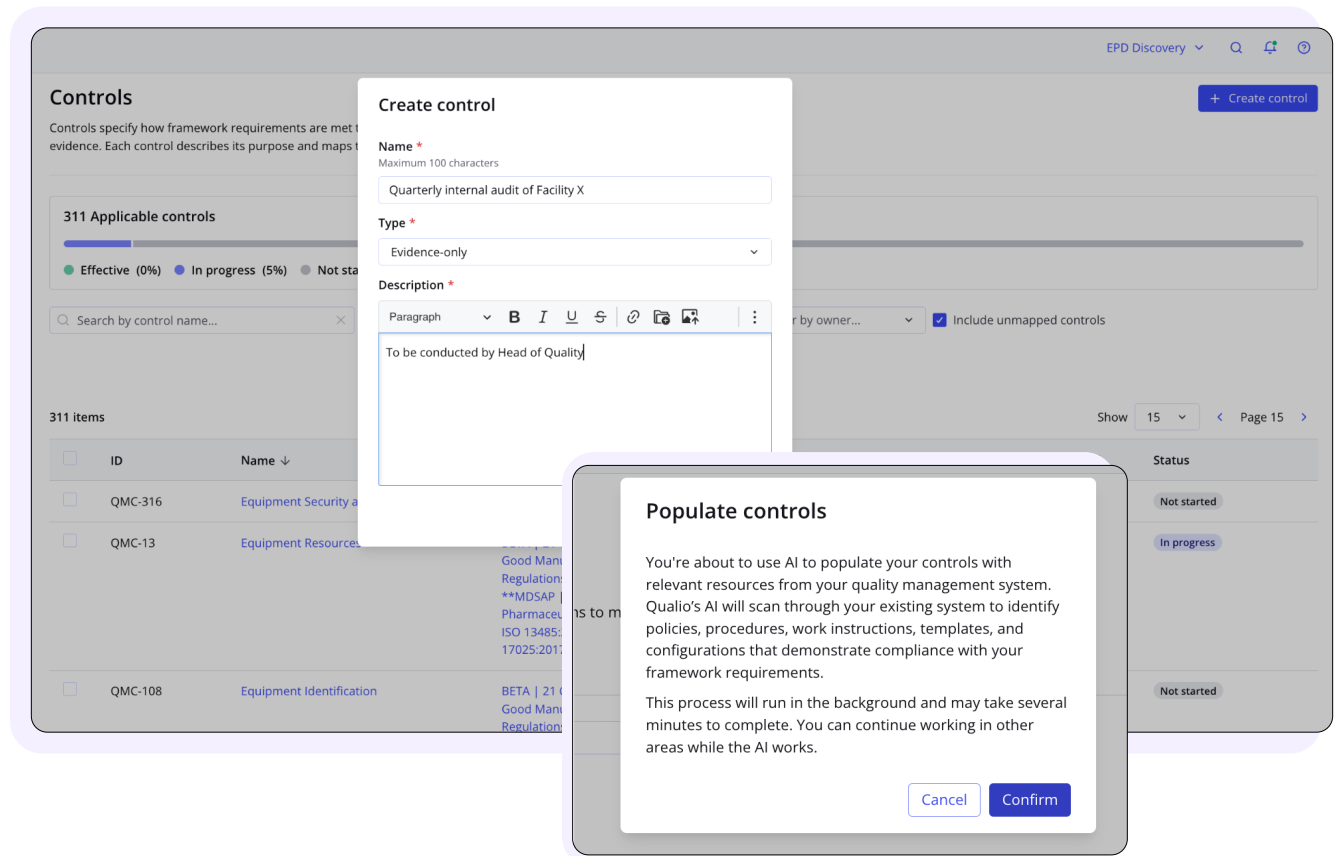 EPD Discovery
Controls
+ Create control
Controls specify how framework requirements are met
evidence. Each control describes its purpose and maps
311 Applicable controls
Effective (0%) In progress (5%) Not sta
Search by control name...
r by owner...
Include unmapped controls
311 items
Show 15 Page 15
ID Name Status
QMC-316 Equipment Security a Not started
QMC-13 Equipment Resources In progress
Good Manu
Regulation
**MDSAP |
Pharmaceu
ISO 13485:
17025:2017
QMC-108 Equipment Identification BETA | 21 Not started
Good Manu
Regulation
Create control
Name *
Maximum 100 characters
Quarterly internal audit of Facility X
Type *
Evidence-only
Description *
Paragraph B I U S
To be conducted by Head of Quality
ns to m
Populate controls
You're about to use AI to populate your controls with
relevant resources from your quality management system.
Qualio’s AI will scan through your existing system to identify
policies, procedures, work instructions, templates, and
configurations that demonstrate compliance with your
framework requirements.
This process will run in the background and may take several
minutes to complete. You can continue working in other
areas while the AI works.
Cancel Confirm